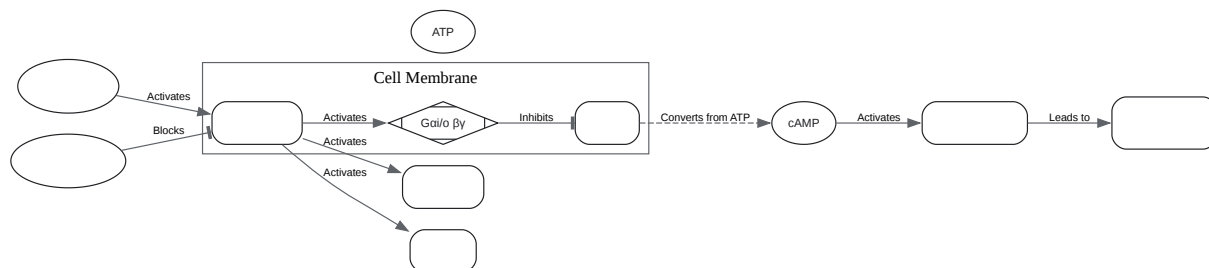 ATP
Cell Membrane
Activates
Blocks
Activates
Gαi/o βγ
Inhibits
Converts from ATP
cAMP
Activates
Leads to
Activates
Activates